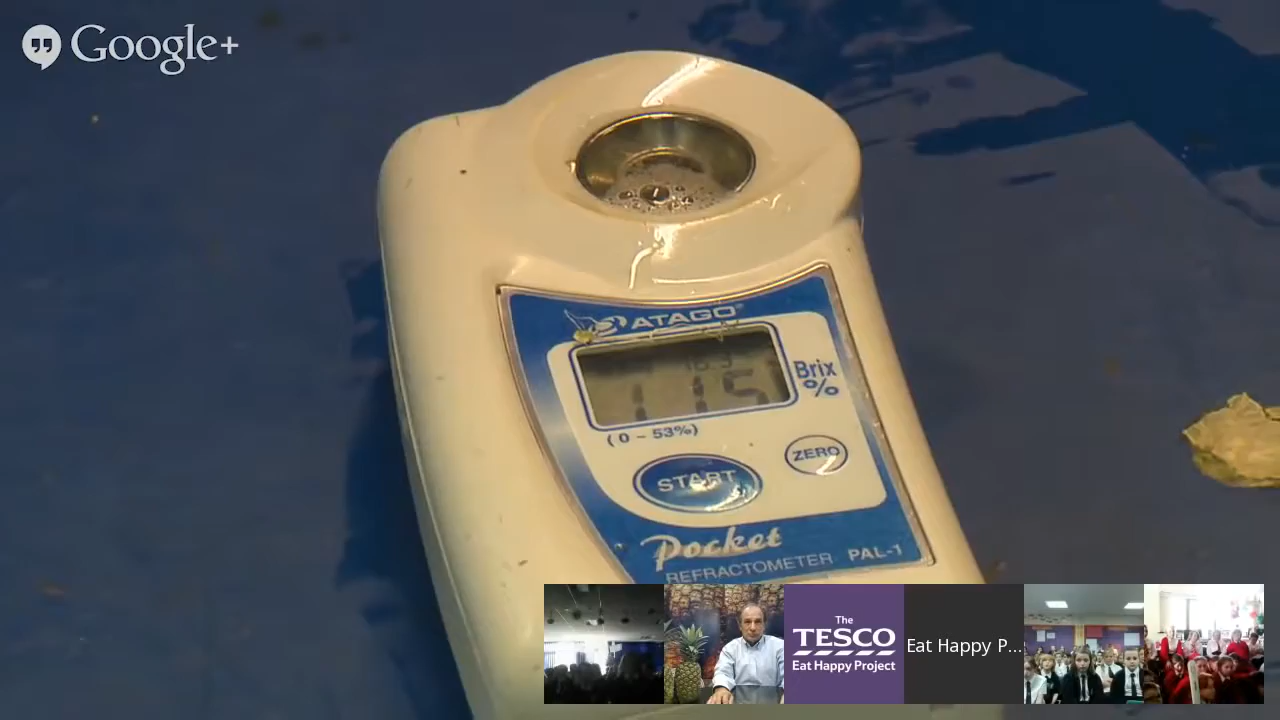 Google+
ATAGO
Brix
%
(0-53%)
START
ZERO
Pocket
REFRACTOMETER PAL-1
The
TESCO
Eat Happy Project
Eat Happy P...